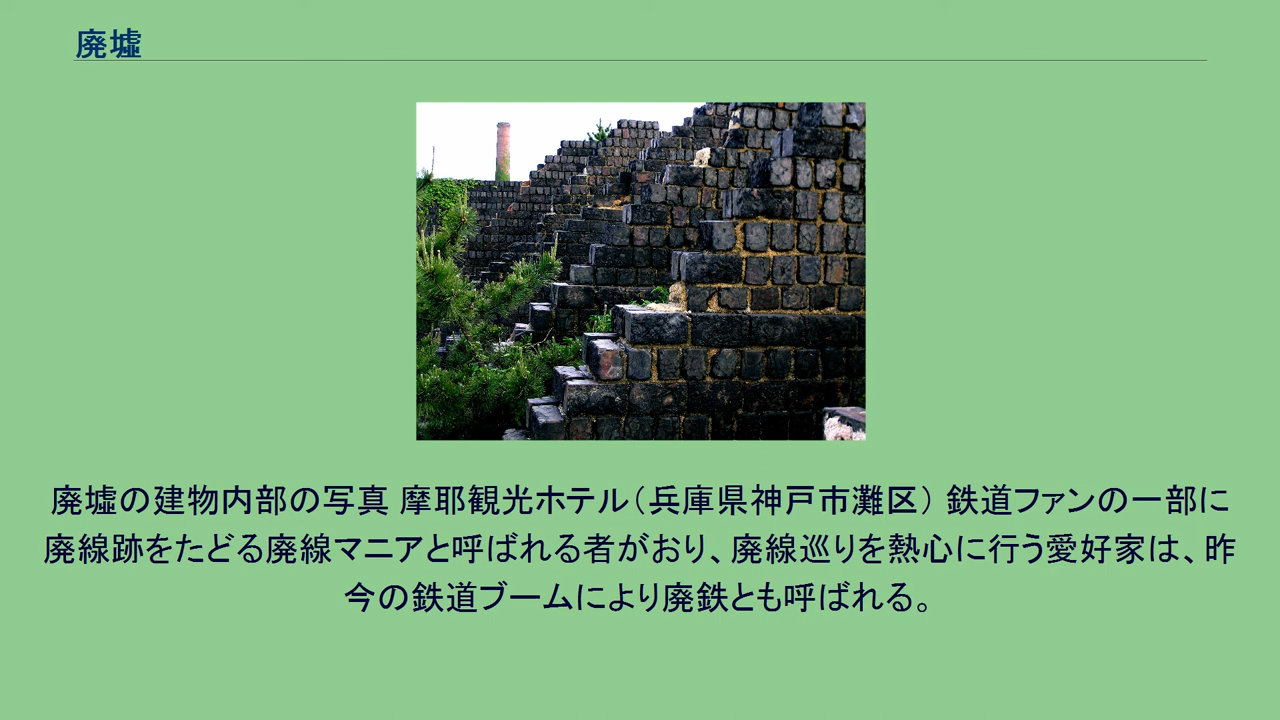 廃墟
廃墟の建物内部の写真 摩耶観光ホテル（兵庫県神戸市灘区） 鉄道ファンの一部に
廃線跡をたどる廃線マニアと呼ばれる者がおり、廃線巡りを熱心に行う愛好家は、昨
今の鉄道ブームにより廃鉄とも呼ばれる。